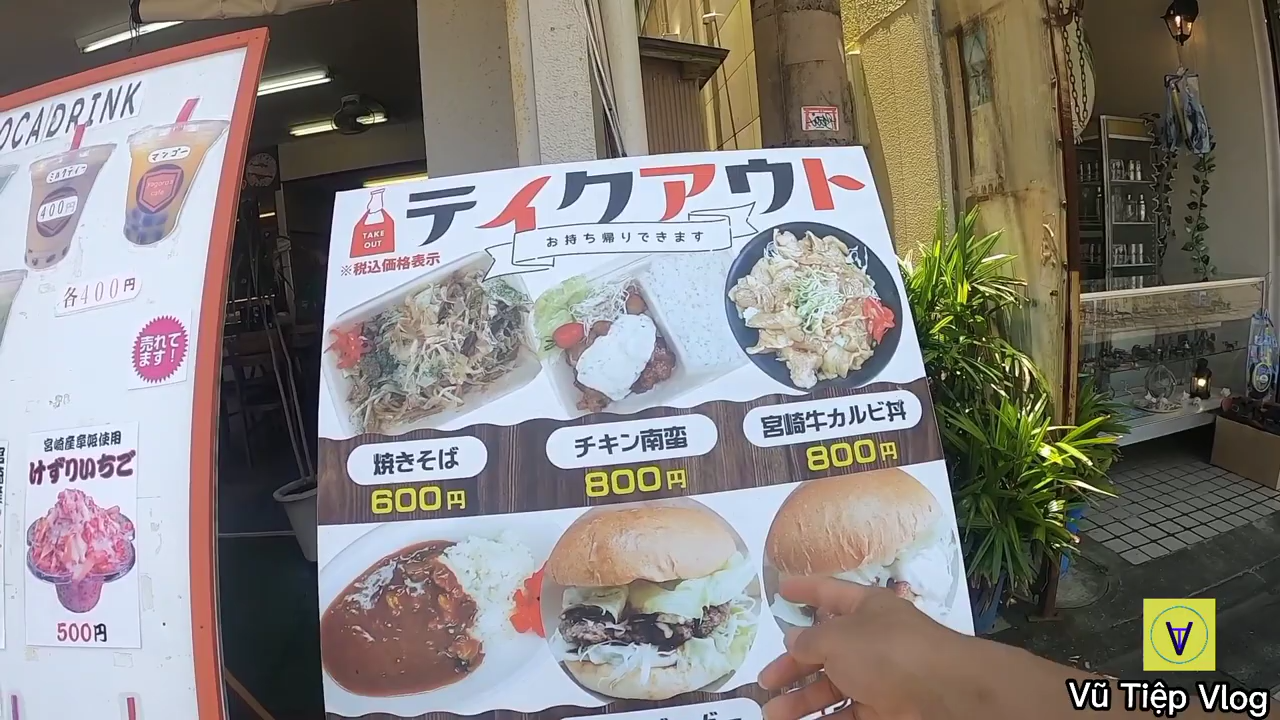 OCA DRINK
ミルクティー
400円
マンゴー
各400円
売れて
ます!
宮崎産草苺使用
けずりいちご
500円
テイクアウト
TAKE
OUT
お持ち帰りできます
※税込価格表示
焼きそば
600円
チキン南蛮
800円
宮崎牛カルビ丼
800円
Vũ Tiệp Vlog